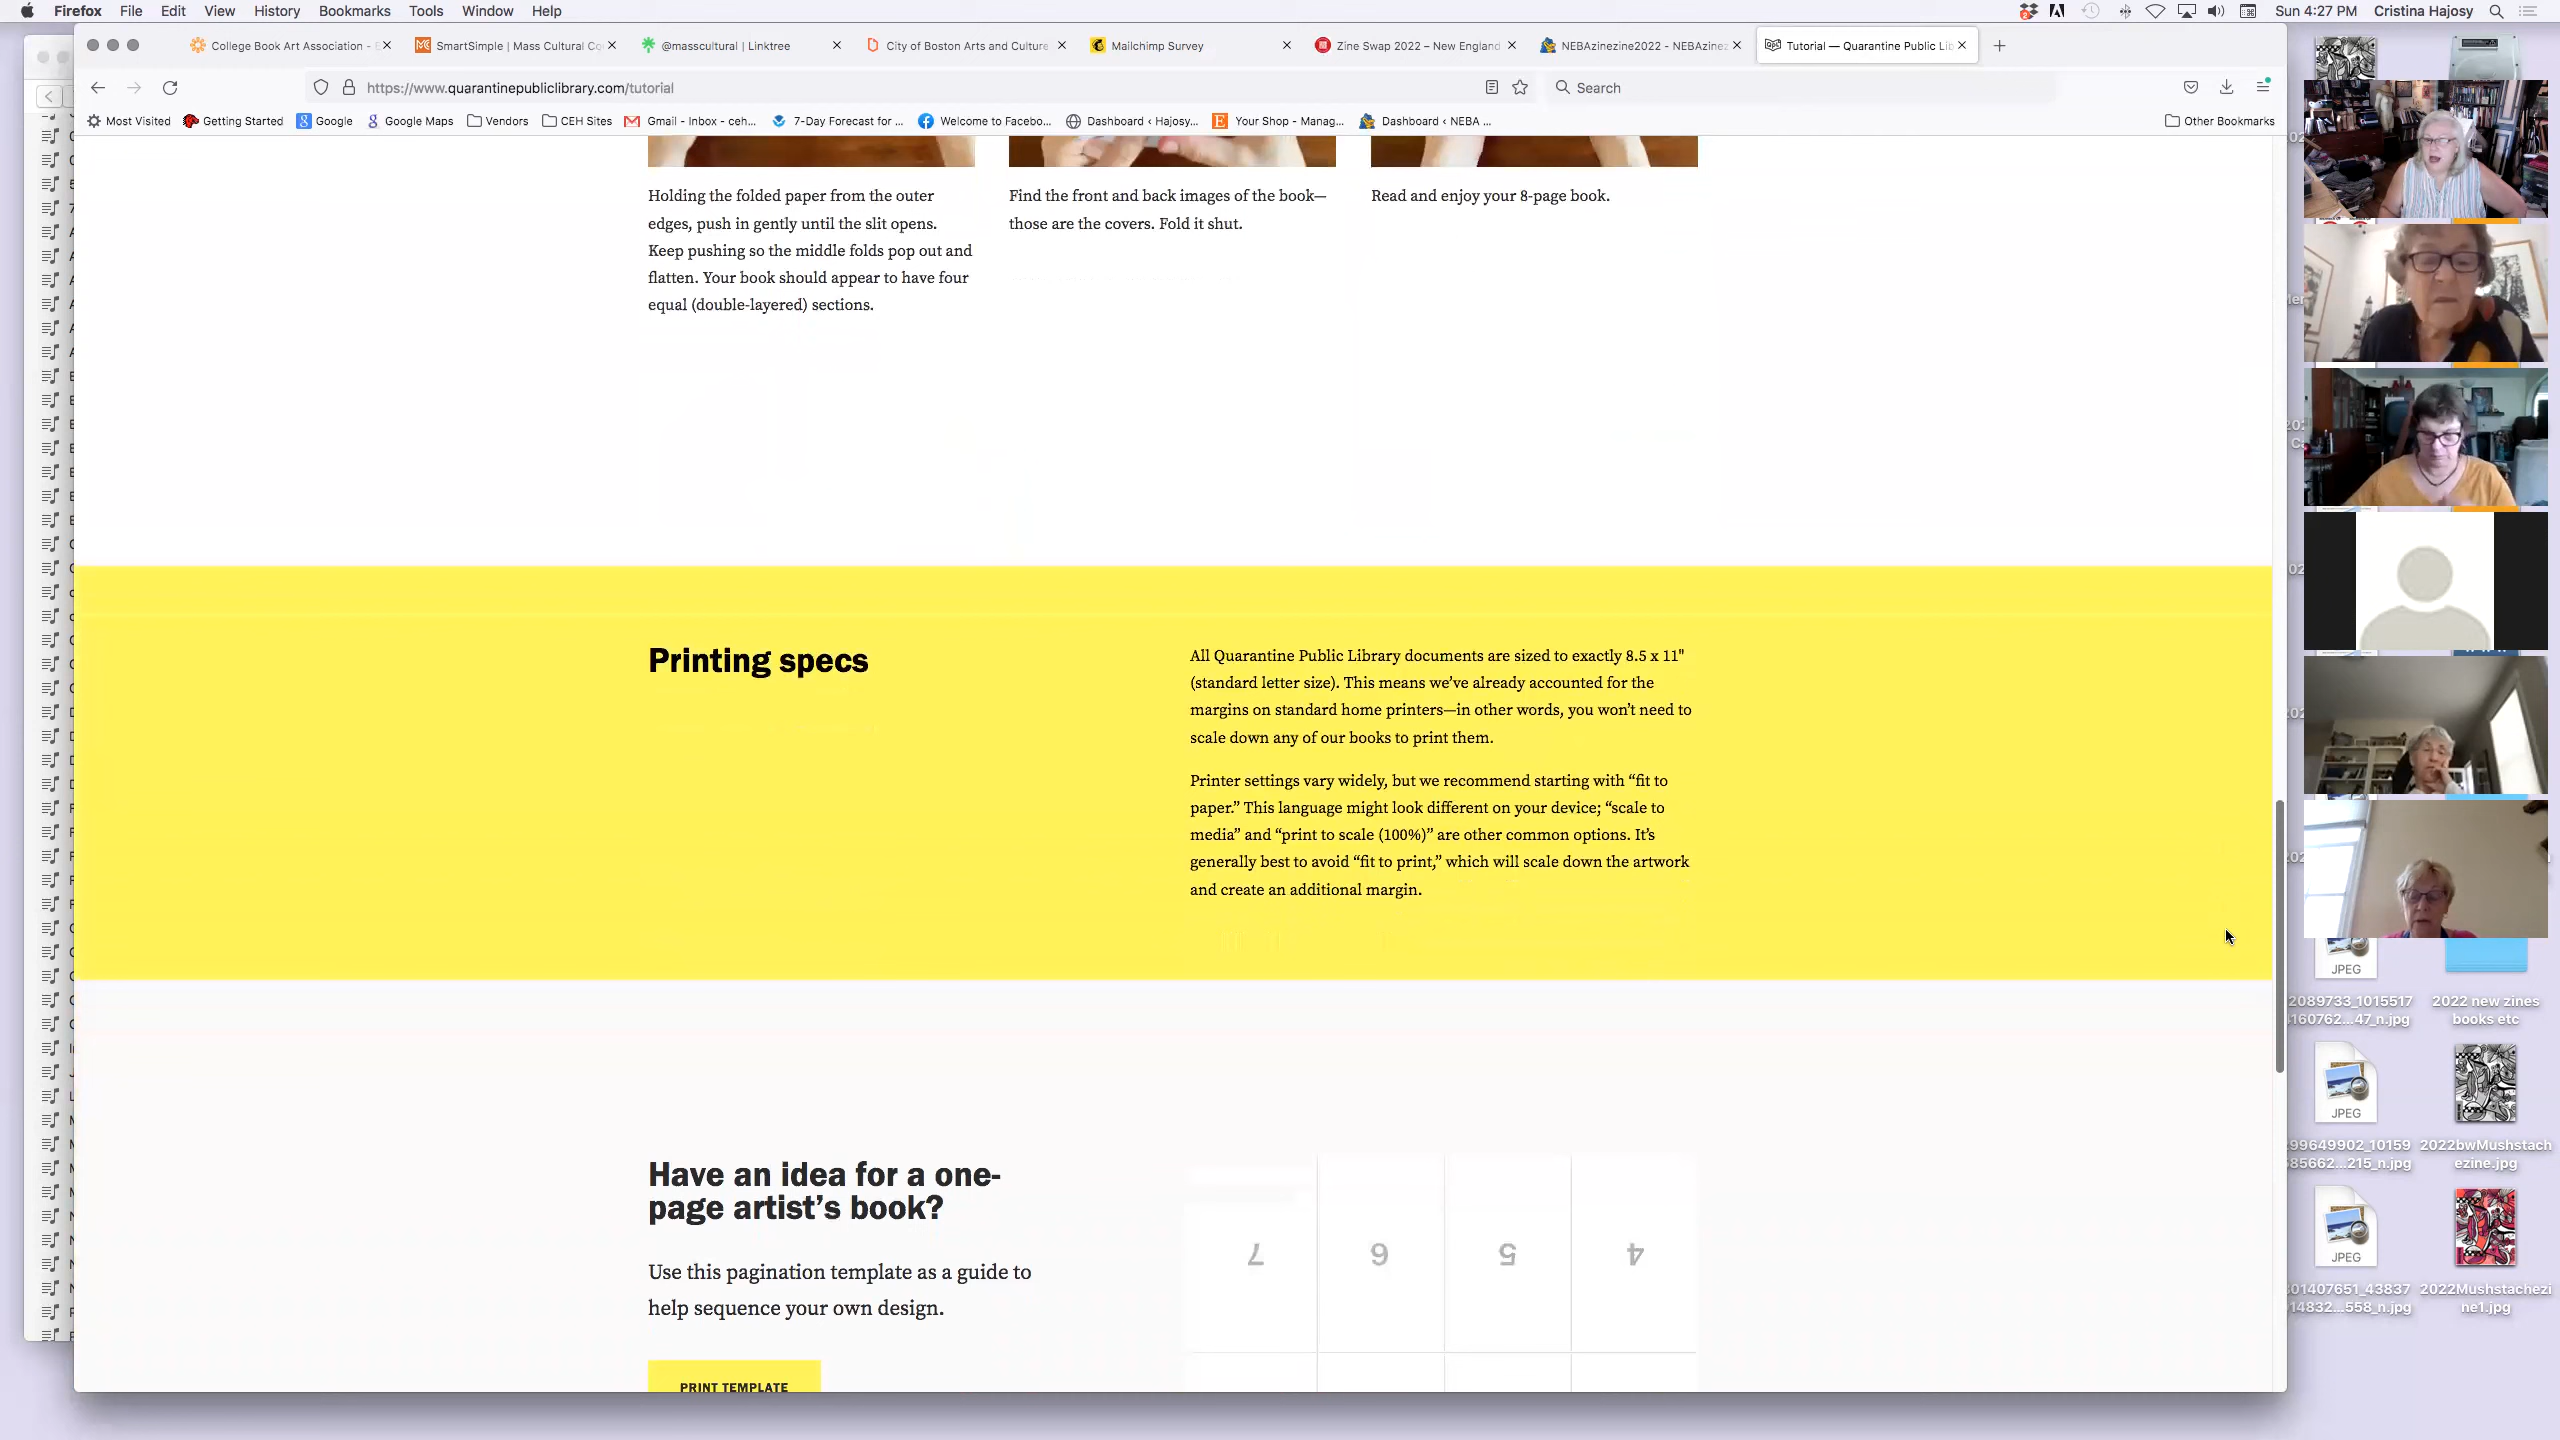 Firefox File Edit View History Bookmarks Tools Window Help
Sun 4:27 PM Cristina Hajosy
College Book Art Association -
SmartSimple | Mass Cultural Co
@masscultural | Linktree
City of Boston Arts and Culture
Mailchimp Survey
Zine Swap 2022 – New England
NEBAzinezine2022 - NEBAzinez
Tutorial — Quarantine Public Lib
https://www.quarantinepubliclibrary.com/tutorial
Search
Most Visited
Getting Started
Google
Google Maps
Vendors
CEH Sites
Gmail - Inbox - ceh...
7-Day Forecast for ...
Welcome to Facebo...
Dashboard ‹ Hajosy...
Your Shop - Manag...
Dashboard ‹ NEBA ...
Other Bookmarks
Holding the folded paper from the outer
edges, push in gently until the slit opens.
Keep pushing so the middle folds pop out and
flatten. Your book should appear to have four
equal (double-layered) sections.
Find the front and back images of the book—
those are the covers. Fold it shut.
Read and enjoy your 8-page book.
Printing specs
All Quarantine Public Library documents are sized to exactly 8.5 x 11"
(standard letter size). This means we’ve already accounted for the
margins on standard home printers—in other words, you won’t need to
scale down any of our books to print them.
Printer settings vary widely, but we recommend starting with “fit to
paper.” This language might look different on your device; “scale to
media” and “print to scale (100%)” are other common options. It’s
generally best to avoid “fit to print,” which will scale down the artwork
and create an additional margin.
Have an idea for a one-
page artist’s book?
Use this pagination template as a guide to
help sequence your own design.
PRINT TEMPLATE
7 6 5 4
JPEG
2089733_1015517
160762...47_n.jpg
2022 new zines
books etc
JPEG
99649902_10159
85662...215_n.jpg
2022bwMushstach
ezine.jpg
JPEG
01407651_43837
14832...558_n.jpg
2022Mushstachezi
ne1.jpg